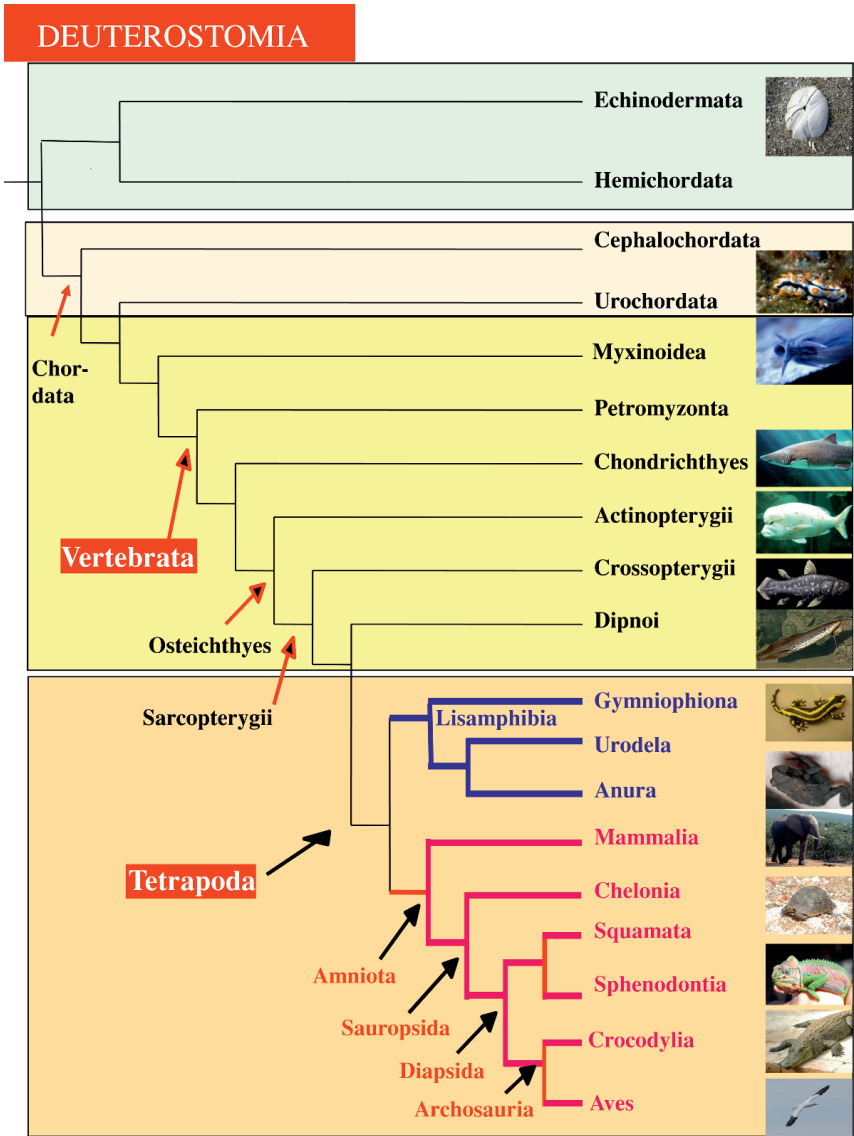 DEUTEROSTOMIA
Echinodermata
Hemichordata
Cephalochordata
Urochordata
Chor-
data
Myxinoidea
Petromyzonta
Chondrichthyes
Actinopterygii
Vertebrata
Crossopterygii
Dipnoi
Osteichthyes
Sarcopterygii
Gymniophiona
Lisamphibia
Urodela
Anura
Mammalia
Tetrapoda
Chelonia
Squamata
Amniota
Sphenodontia
Sauropsida
Crocodylia
Diapsida
Archosauria
Aves